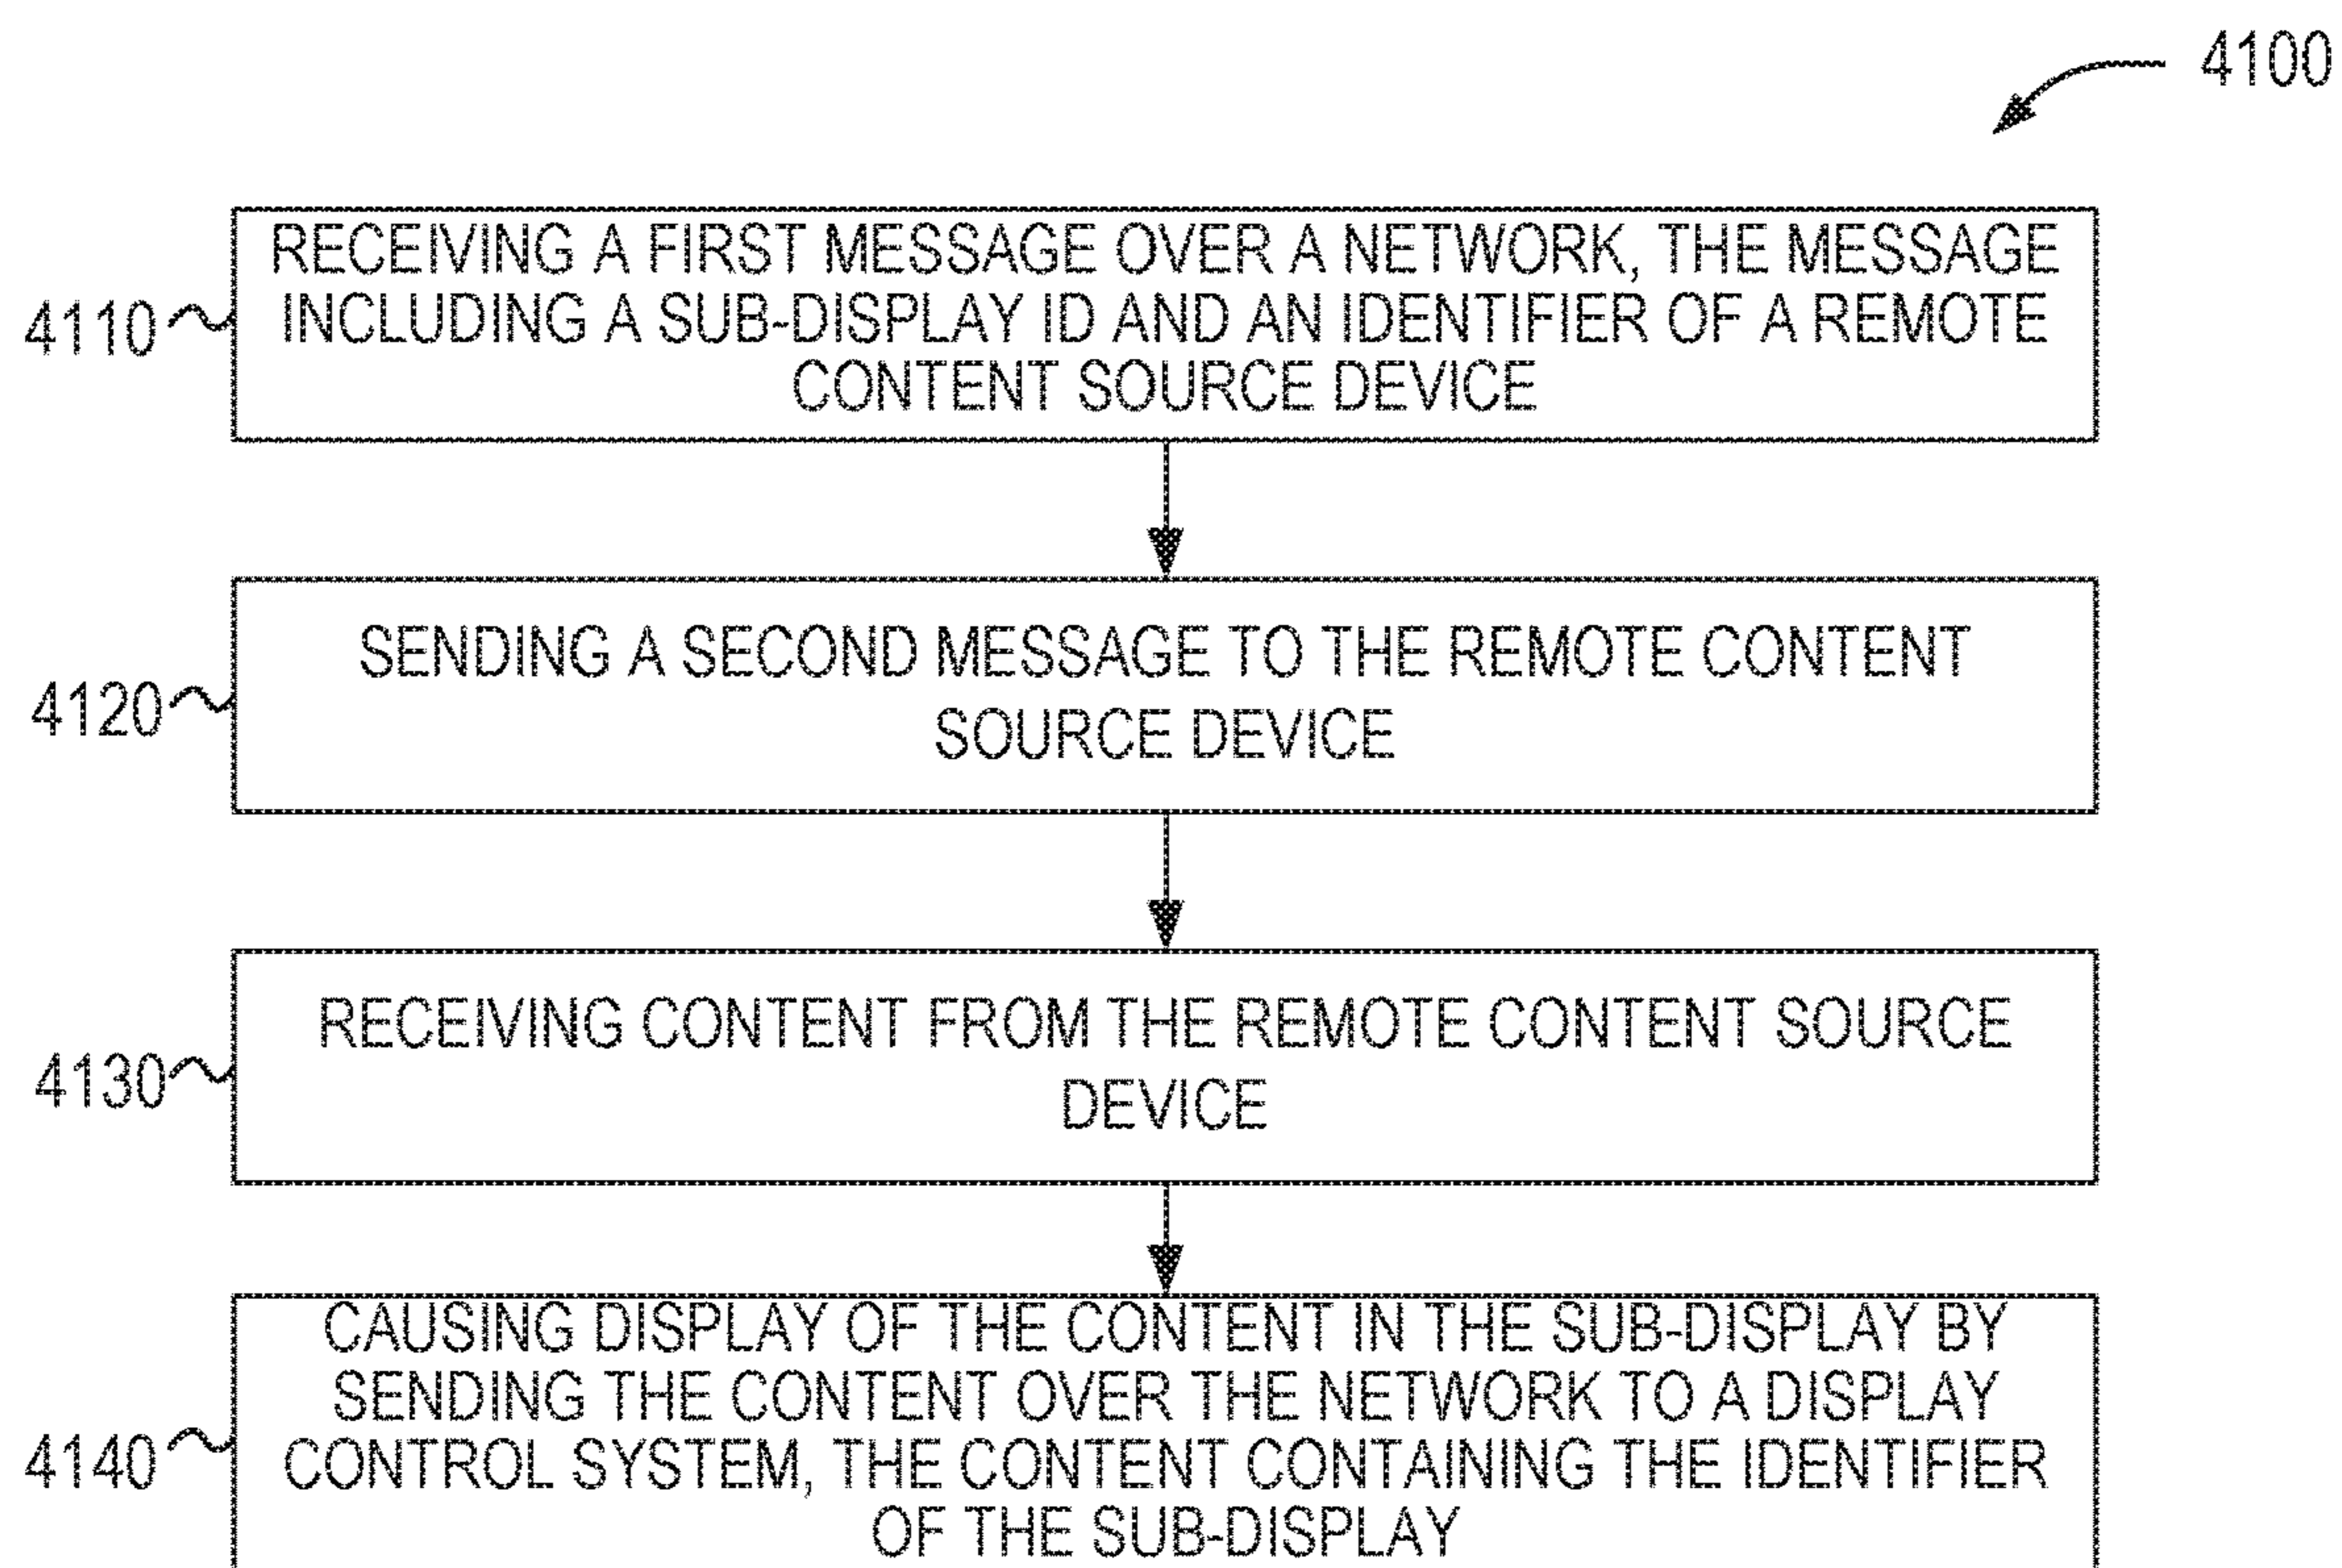 4100
RECEIVING A FIRST MESSAGE OVER A NETWORK, THE MESSAGE
INCLUDING A SUB-DISPLAY ID AND AN IDENTIFIER OF A REMOTE
CONTENT SOURCE DEVICE
4110
SENDING A SECOND MESSAGE TO THE REMOTE CONTENT
SOURCE DEVICE
4120
RECEIVING CONTENT FROM THE REMOTE CONTENT SOURCE
DEVICE
4130
CAUSING DISPLAY OF THE CONTENT IN THE SUB-DISPLAY BY
SENDING THE CONTENT OVER THE NETWORK TO A DISPLAY
CONTROL SYSTEM, THE CONTENT CONTAINING THE IDENTIFIER
OF THE SUB-DISPLAY
4140